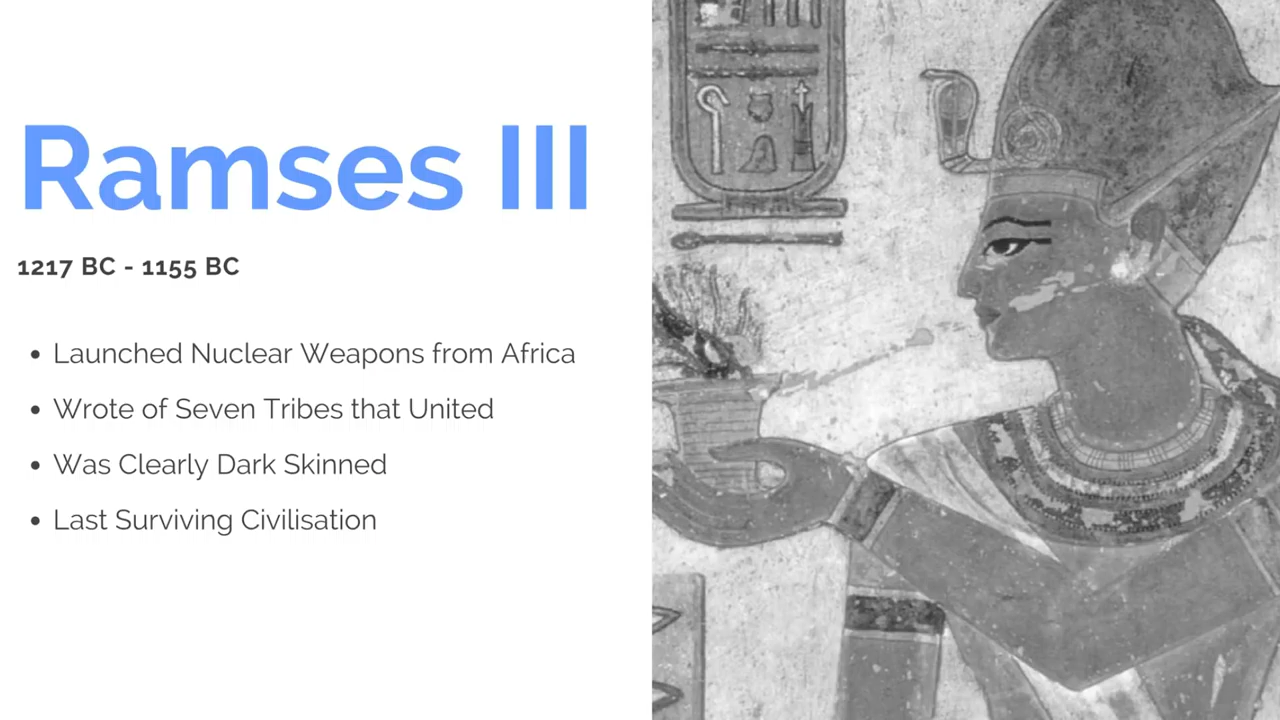 Ramses III
1217 BC - 1155 BC
• Launched Nuclear Weapons from Africa
• Wrote of Seven Tribes that United
• Was Clearly Dark Skinned
• Last Surviving Civilisation